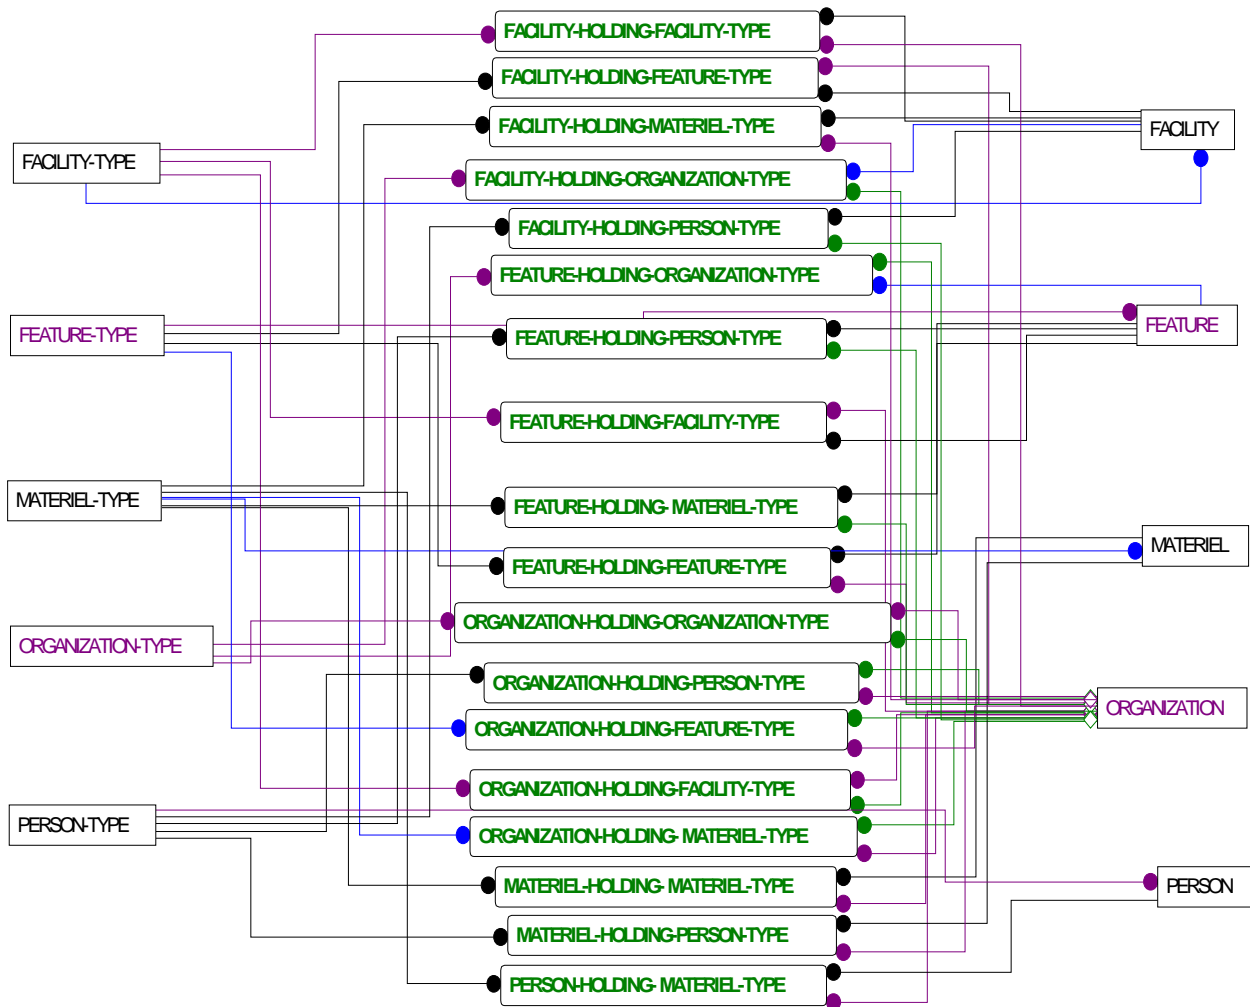 FACILITY-HOLDING-FACILITY-TYPE
FACILITY-HOLDING-FEATURE-TYPE
FACILITY-HOLDING-MATERIEL-TYPE
FACILITY
FACILITY-TYPE
FACILITY-HOLDING-ORGANIZATION-TYPE
FACILITY-HOLDING-PERSON-TYPE
FEATURE-HOLDING-ORGANIZATION-TYPE
FEATURE-TYPE
FEATURE-HOLDING-PERSON-TYPE
FEATURE
FEATURE-HOLDING-FACILITY-TYPE
MATERIEL-TYPE
FEATURE-HOLDING- MATERIEL-TYPE
MATERIEL
FEATURE-HOLDING-FEATURE-TYPE
ORGANIZATION-HOLDING-ORGANIZATION-TYPE
ORGANIZATION-TYPE
ORGANIZATION-HOLDING-PERSON-TYPE
ORGANIZATION
ORGANIZATION-HOLDING-FEATURE-TYPE
ORGANIZATION-HOLDING-FACILITY-TYPE
PERSON-TYPE
ORGANIZATION-HOLDING- MATERIEL-TYPE
MATERIEL-HOLDING- MATERIEL-TYPE
PERSON
MATERIEL-HOLDING-PERSON-TYPE
PERSON-HOLDING- MATERIEL-TYPE